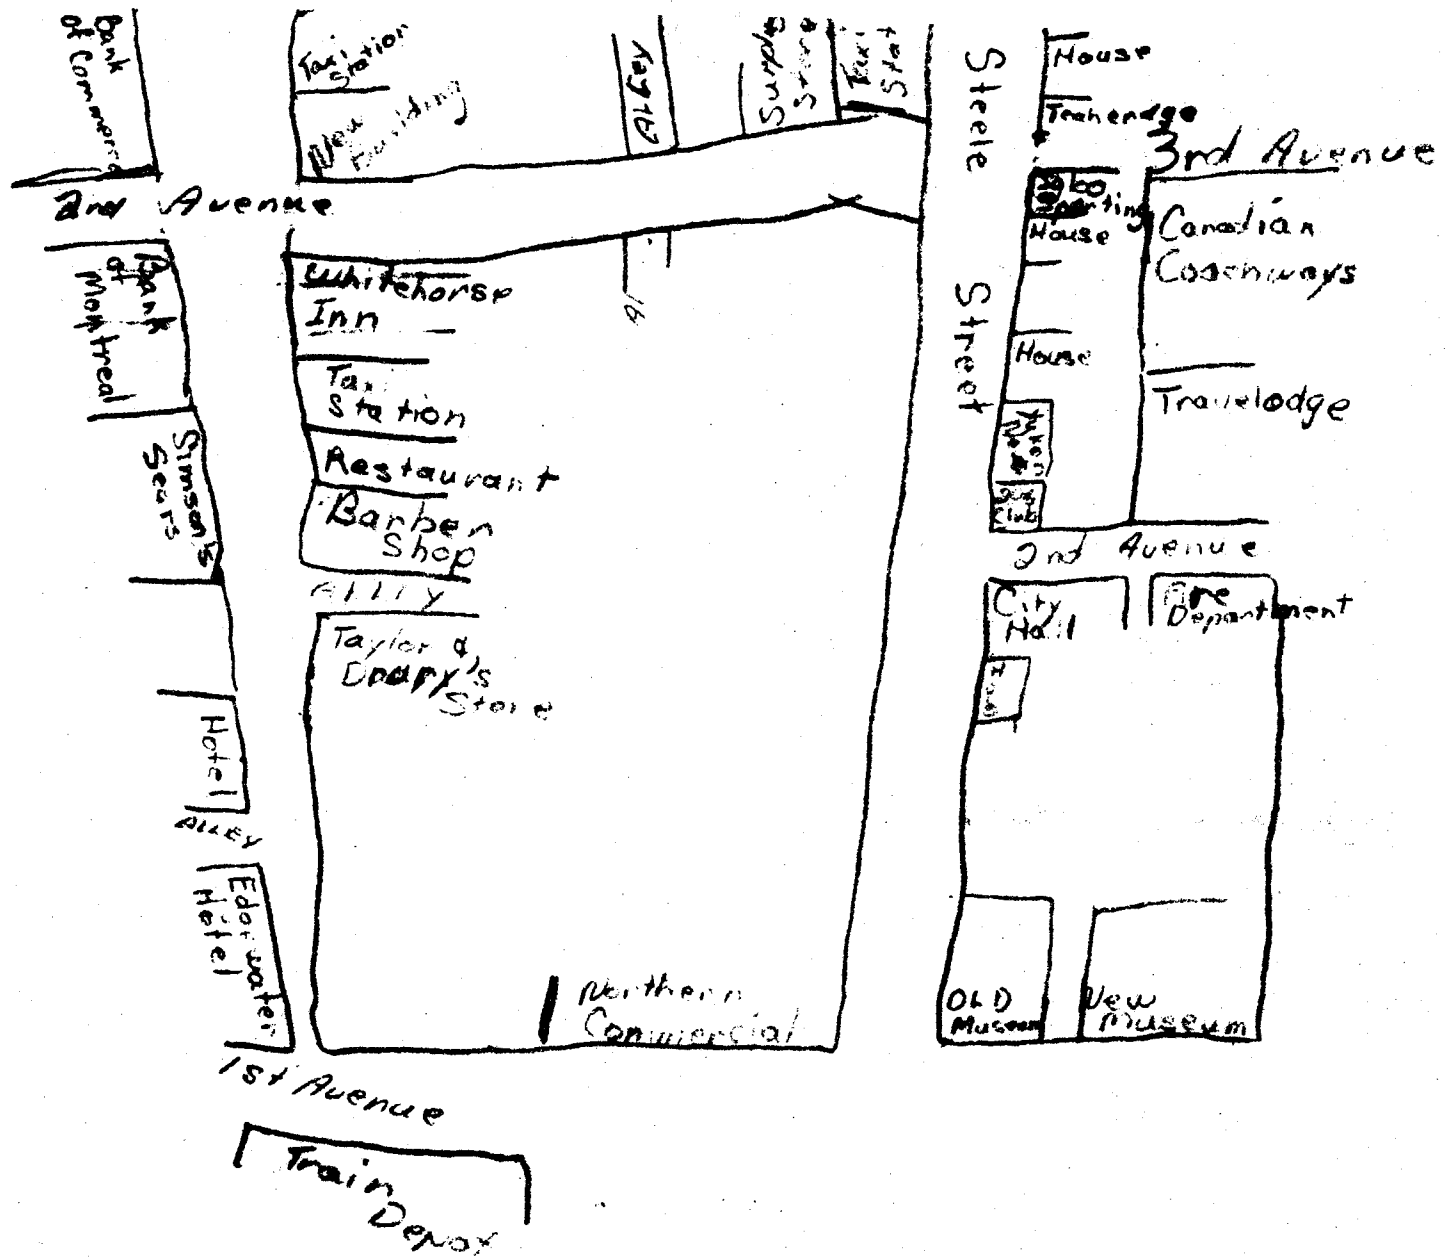 Bank
of Commerce
Taxi
Station
New
Building
ALLEY
Surplus
Store
Taxi
Stat
Steele
Street
House
3rd Avenue
2nd Avenue
Sporting
House
Canadian
Coachways
House
Travelodge
Bank
of
Montreal
Whitehorse
Inn
Al
Taxi
Station
Restaurant
Barber
Shop
Simson's
Sears
ALLEY
2nd Avenue
Taylor &
Drury's
Store
City
Hall
Fire
Department
Hotel
ALLEY
Edgewater
Hotel
Northern
Commercial
OLD
Museum
New
Museum
1st Avenue
Train
Depot